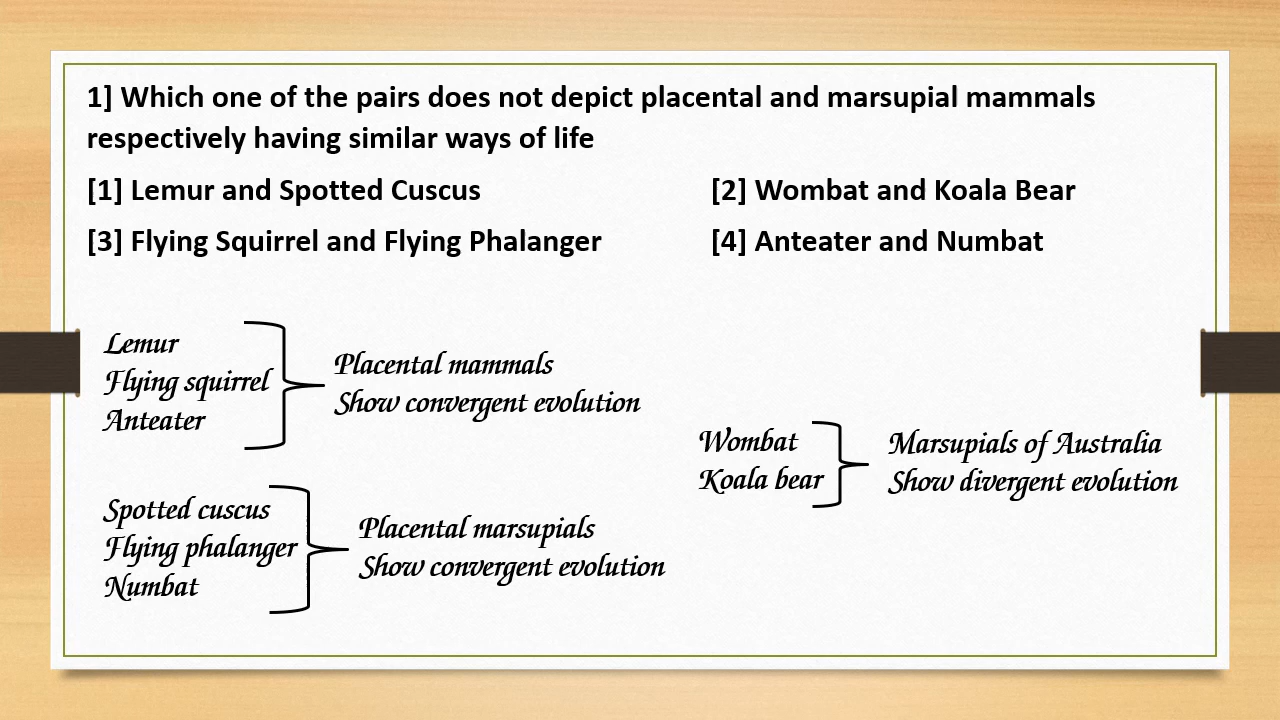 1] Which one of the pairs does not depict placental and marsupial mammals
respectively having similar ways of life
[1] Lemur and Spotted Cuscus [2] Wombat and Koala Bear
[3] Flying Squirrel and Flying Phalanger [4] Anteater and Numbat
Lemur
Flying squirrel
Anteater
Placental mammals
Show convergent evolution
Wombat
Koala bear
Marsupials of Australia
Show divergent evolution
Spotted cuscus
Flying phalanger
Numbat
Placental marsupials
Show convergent evolution